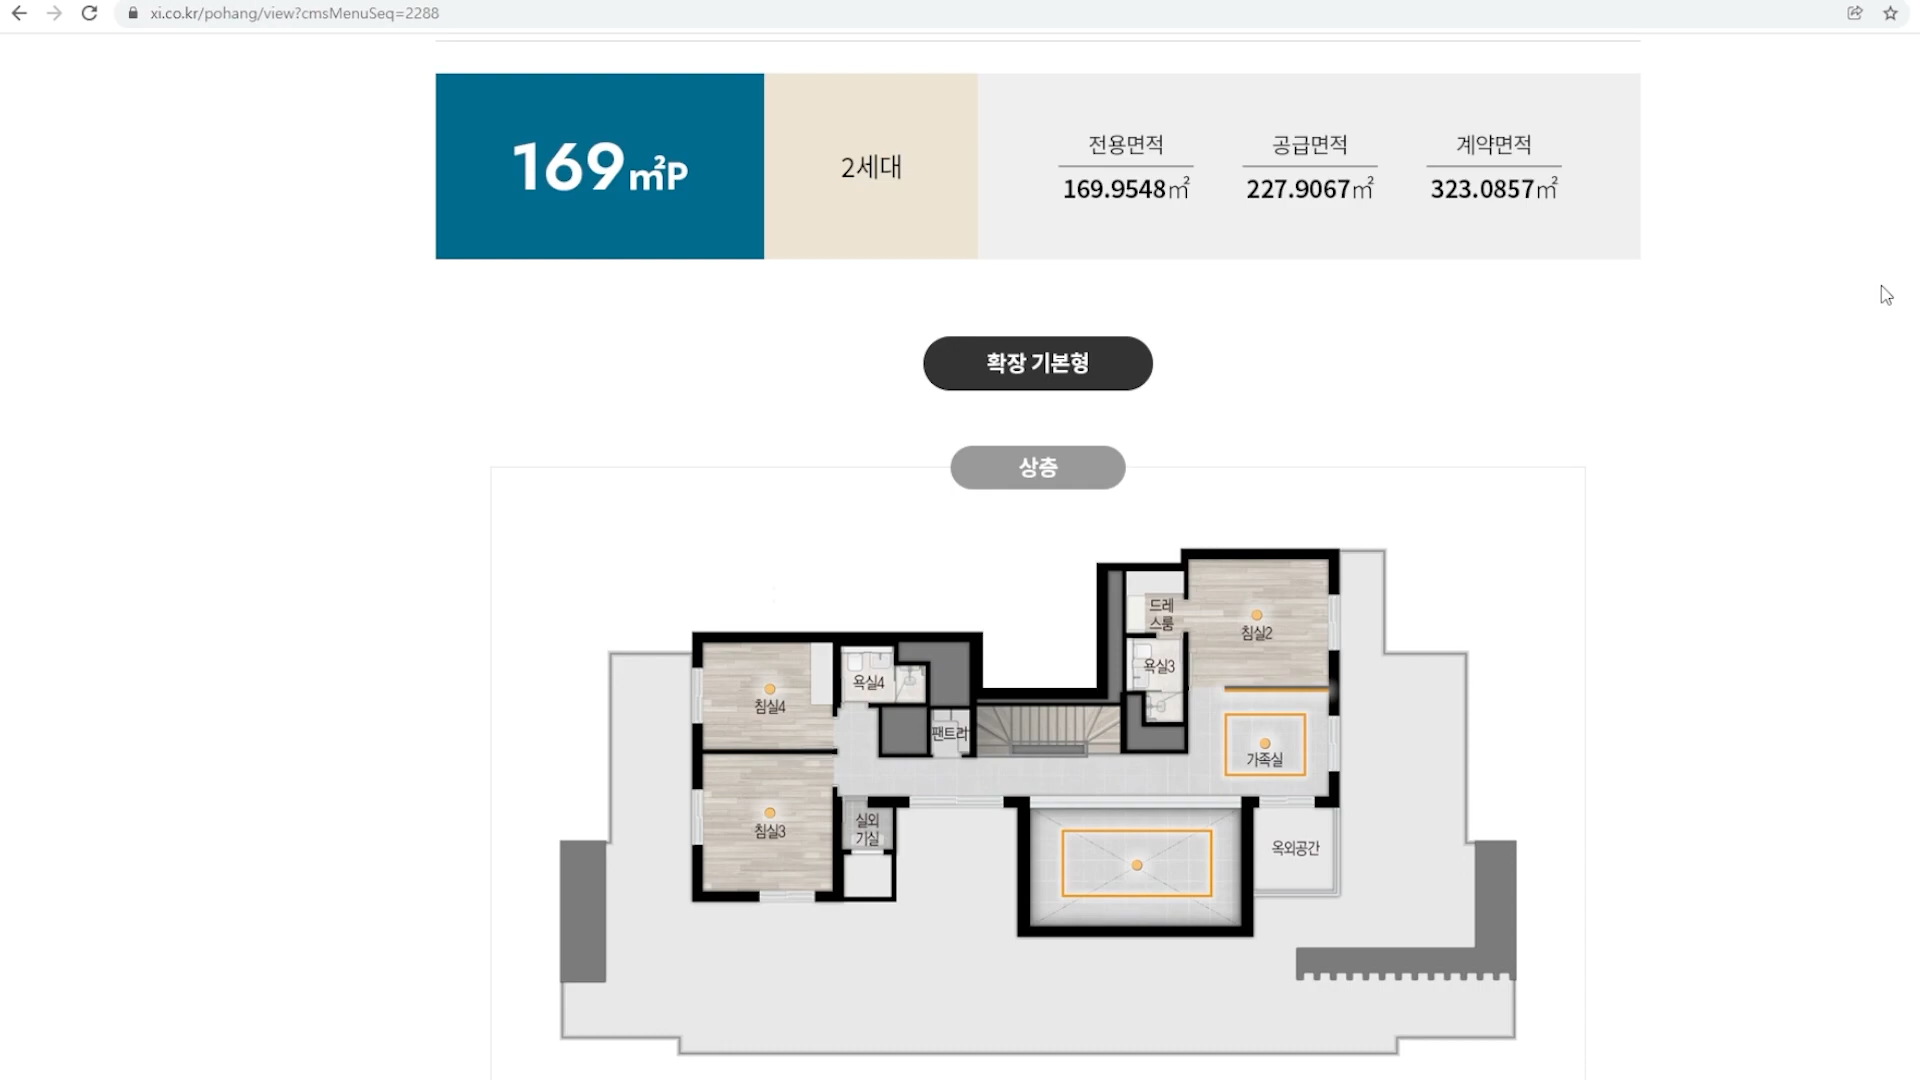 xi.co.kr/pohang/view?cmsMenuSeq=2288
169㎡P
2세대
전용면적
공급면적
계약면적
169.9548㎡
227.9067㎡
323.0857㎡
확장 기본형
상층
드레
스룸
침실2
욕실3
욕실4
침실4
팬트리
가족실
침실3
실외
기실
옥외공간